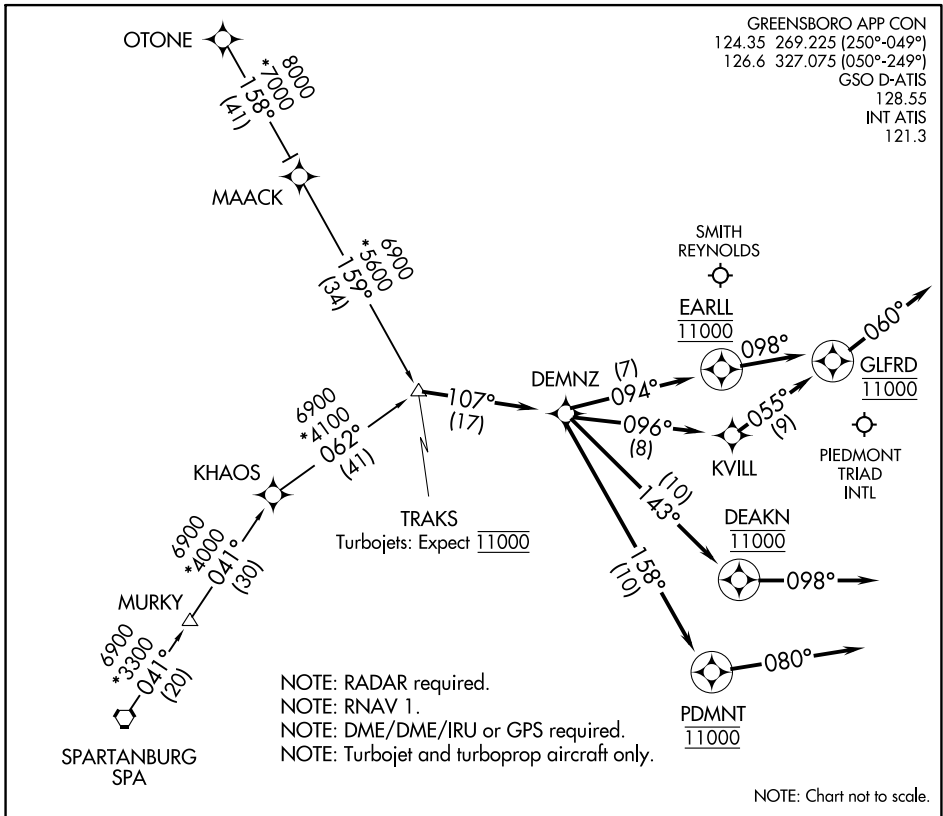 GREENSBORO APP CON
124.35 269.225 (250°-049°)
126.6 327.075 (050°-249°)
GSO D-ATIS
128.55
INT ATIS
121.3
OTONE
8000
*7000
158°
(41)
MAACK
6900
*5600
159°
(34)
SMITH
REYNOLDS
EARLL
11000
098°
060°
GLFRD
11000
DEMNZ
(7)
094°
107°
(17)
096°
(8)
KVILL
055°
(9)
PIEDMONT
TRIAD
INTL
6900
*4100
062°
(41)
KHAOS
TRAKS
Turbojets: Expect 11000
(10)
143°
DEAKN
11000
098°
158°
(10)
6900
*4000
041°
(30)
MURKY
6900
*3300
041°
(20)
080°
PDMNT
11000
SPARTANBURG
SPA
NOTE: RADAR required.
NOTE: RNAV 1.
NOTE: DME/DME/IRU or GPS required.
NOTE: Turbojet and turboprop aircraft only.
NOTE: Chart not to scale.